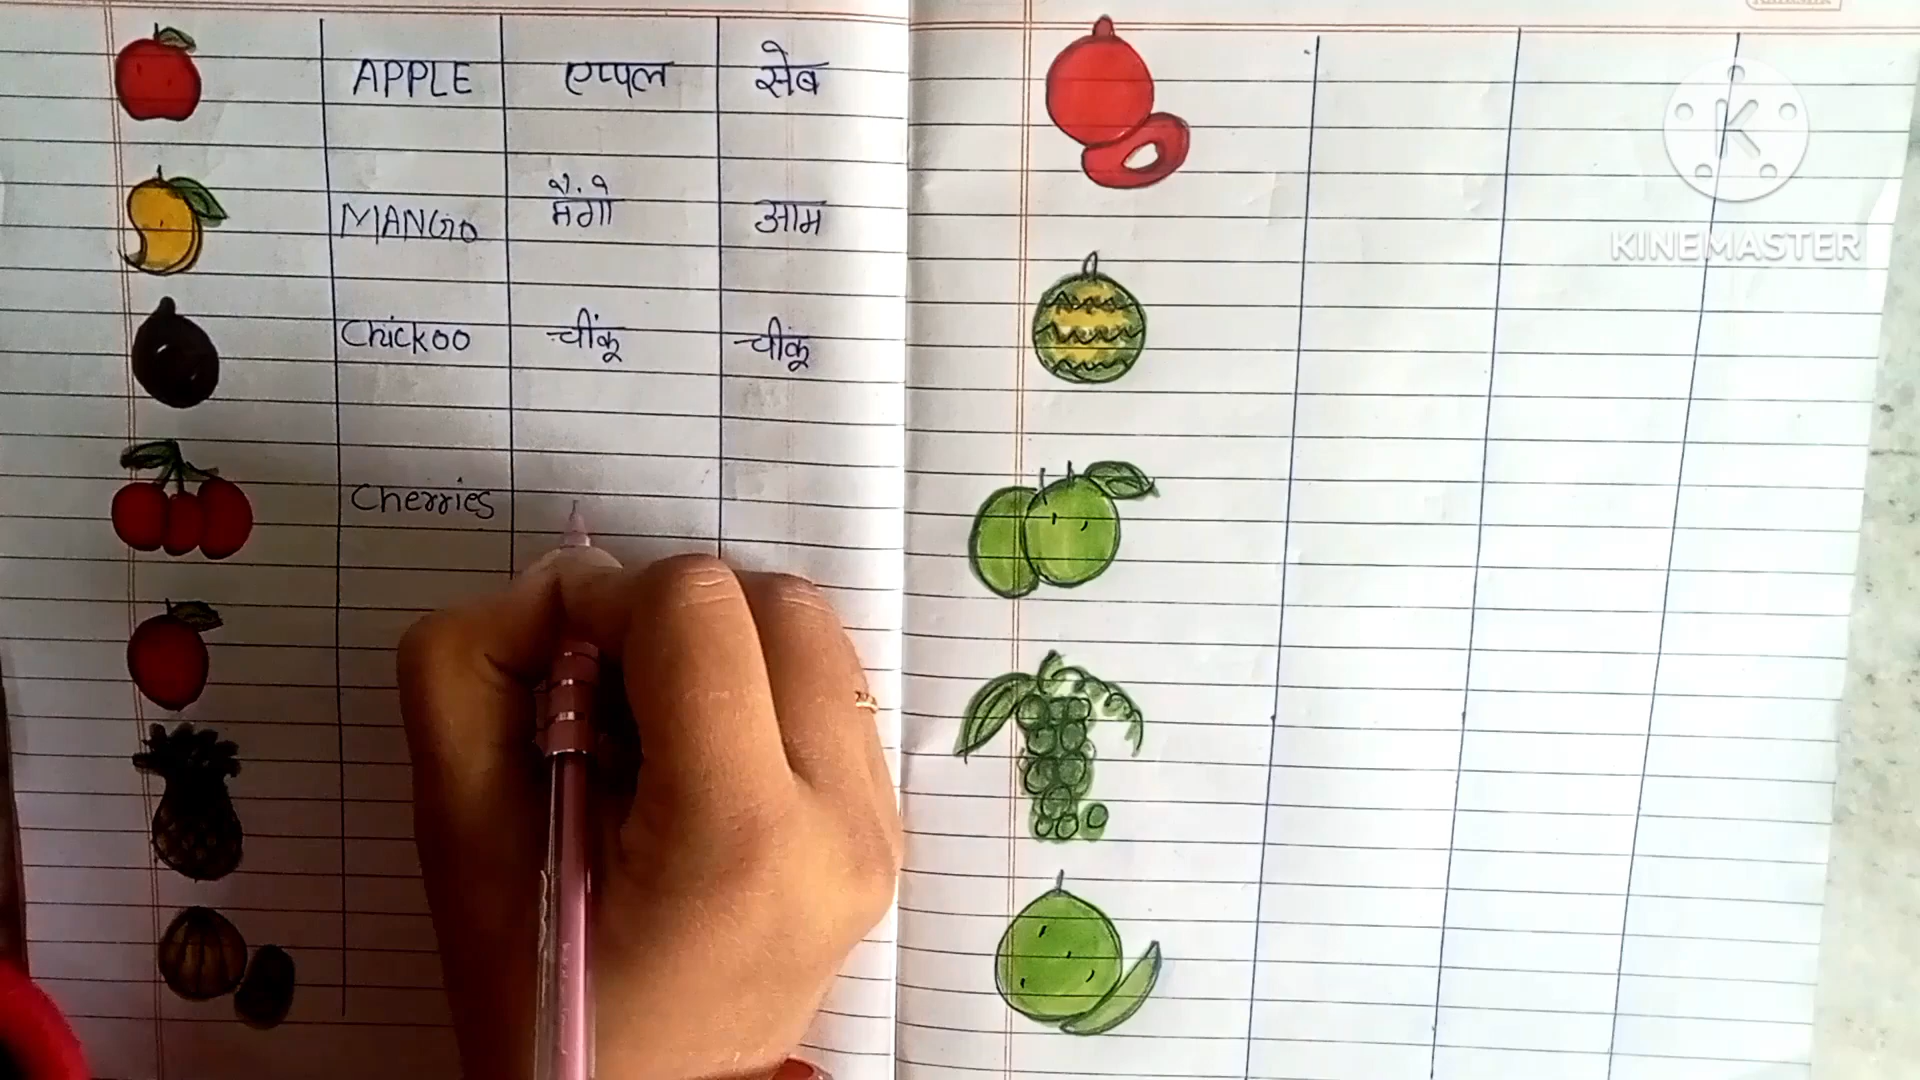 APPLE एप्पल सेब
MANGO मैंगो आम
Chickoo चींकू चींकू
Cherries
K
KINEMASTER